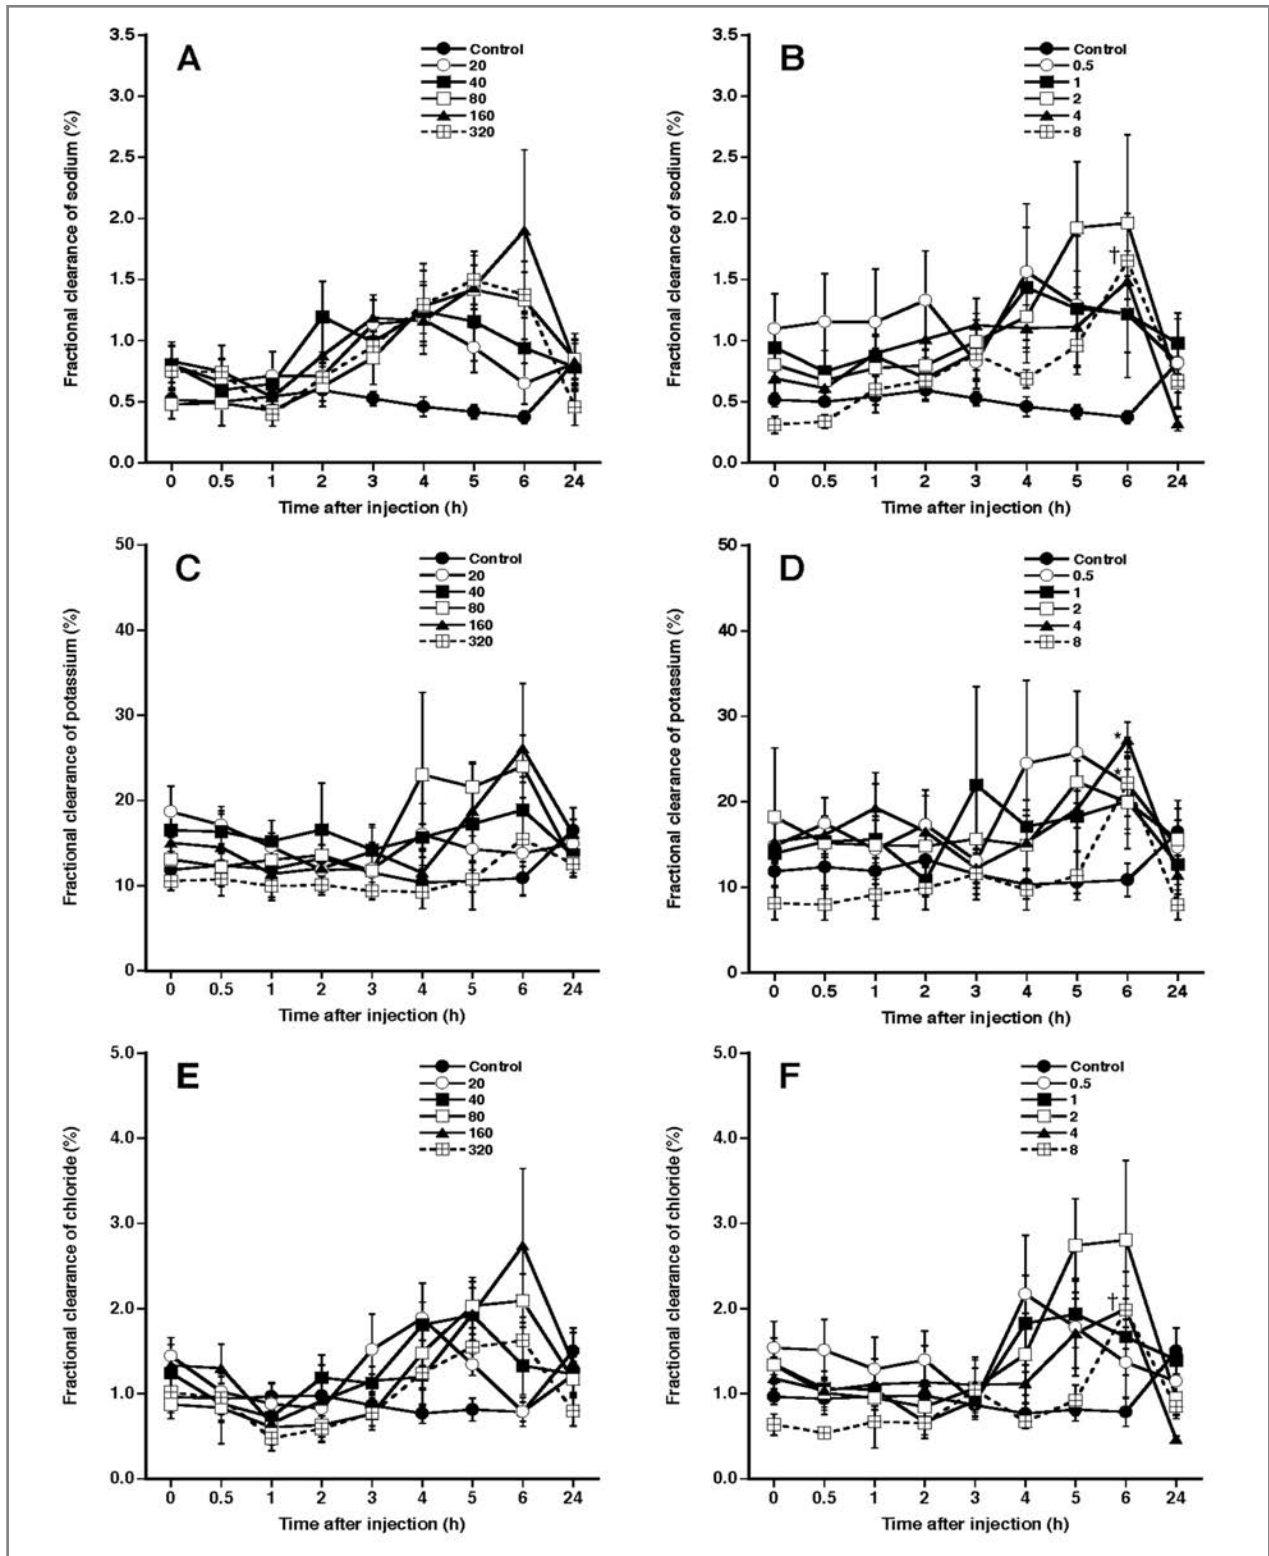 A
Fractional clearance of sodium (%)
3.5
3.0
2.5
2.0
1.5
1.0
0.5
0.0
Control
20
40
80
160
320
0 0.5 1 2 3 4 5 6 24
Time after injection (h)
B
Fractional clearance of sodium (%)
3.5
3.0
2.5
2.0
1.5
1.0
0.5
0.0
Control
0.5
1
2
4
8
†
0 0.5 1 2 3 4 5 6 24
Time after injection (h)
C
Fractional clearance of potassium (%)
50
40
30
20
10
0
Control
20
40
80
160
320
0 0.5 1 2 3 4 5 6 24
Time after injection (h)
D
Fractional clearance of potassium (%)
50
40
30
20
10
0
Control
0.5
1
2
4
8
*
*
0 0.5 1 2 3 4 5 6 24
Time after injection (h)
E
Fractional clearance of chloride (%)
5.0
4.0
3.0
2.0
1.0
0.0
Control
20
40
80
160
320
0 0.5 1 2 3 4 5 6 24
Time after injection (h)
F
Fractional clearance of chloride (%)
5.0
4.0
3.0
2.0
1.0
0.0
Control
0.5
1
2
4
8
†
0 0.5 1 2 3 4 5 6 24
Time after injection (h)